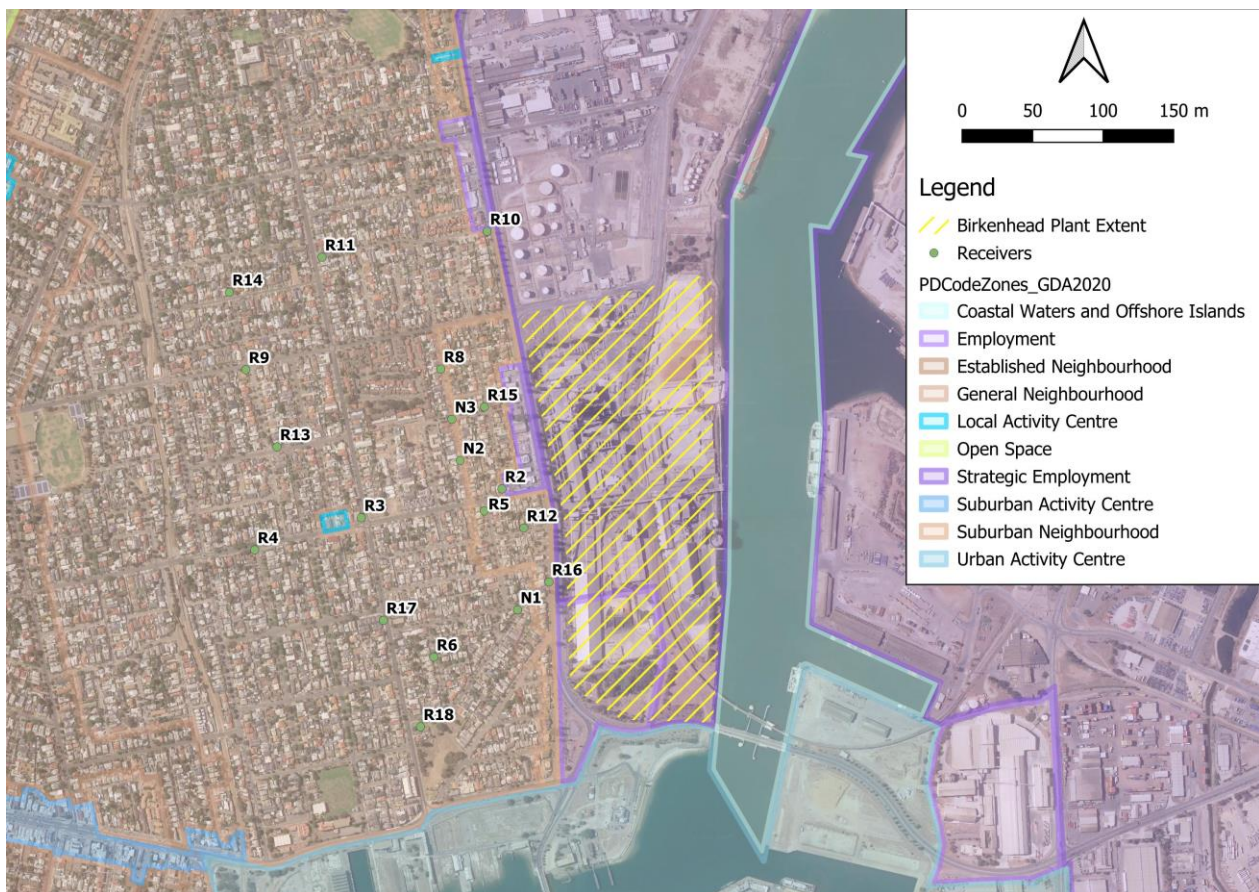 0 50 100 150 m
Legend
Birkenhead Plant Extent
Receivers
PDCodeZones_GDA2020
Coastal Waters and Offshore Islands
Employment
Established Neighbourhood
General Neighbourhood
Local Activity Centre
Open Space
Strategic Employment
Suburban Activity Centre
Suburban Neighbourhood
Urban Activity Centre
R10
R11
R14
R9
R8
R15
N3
R13
N2
R2
R3
R5
R12
R4
R16
N1
R17
R6
R18